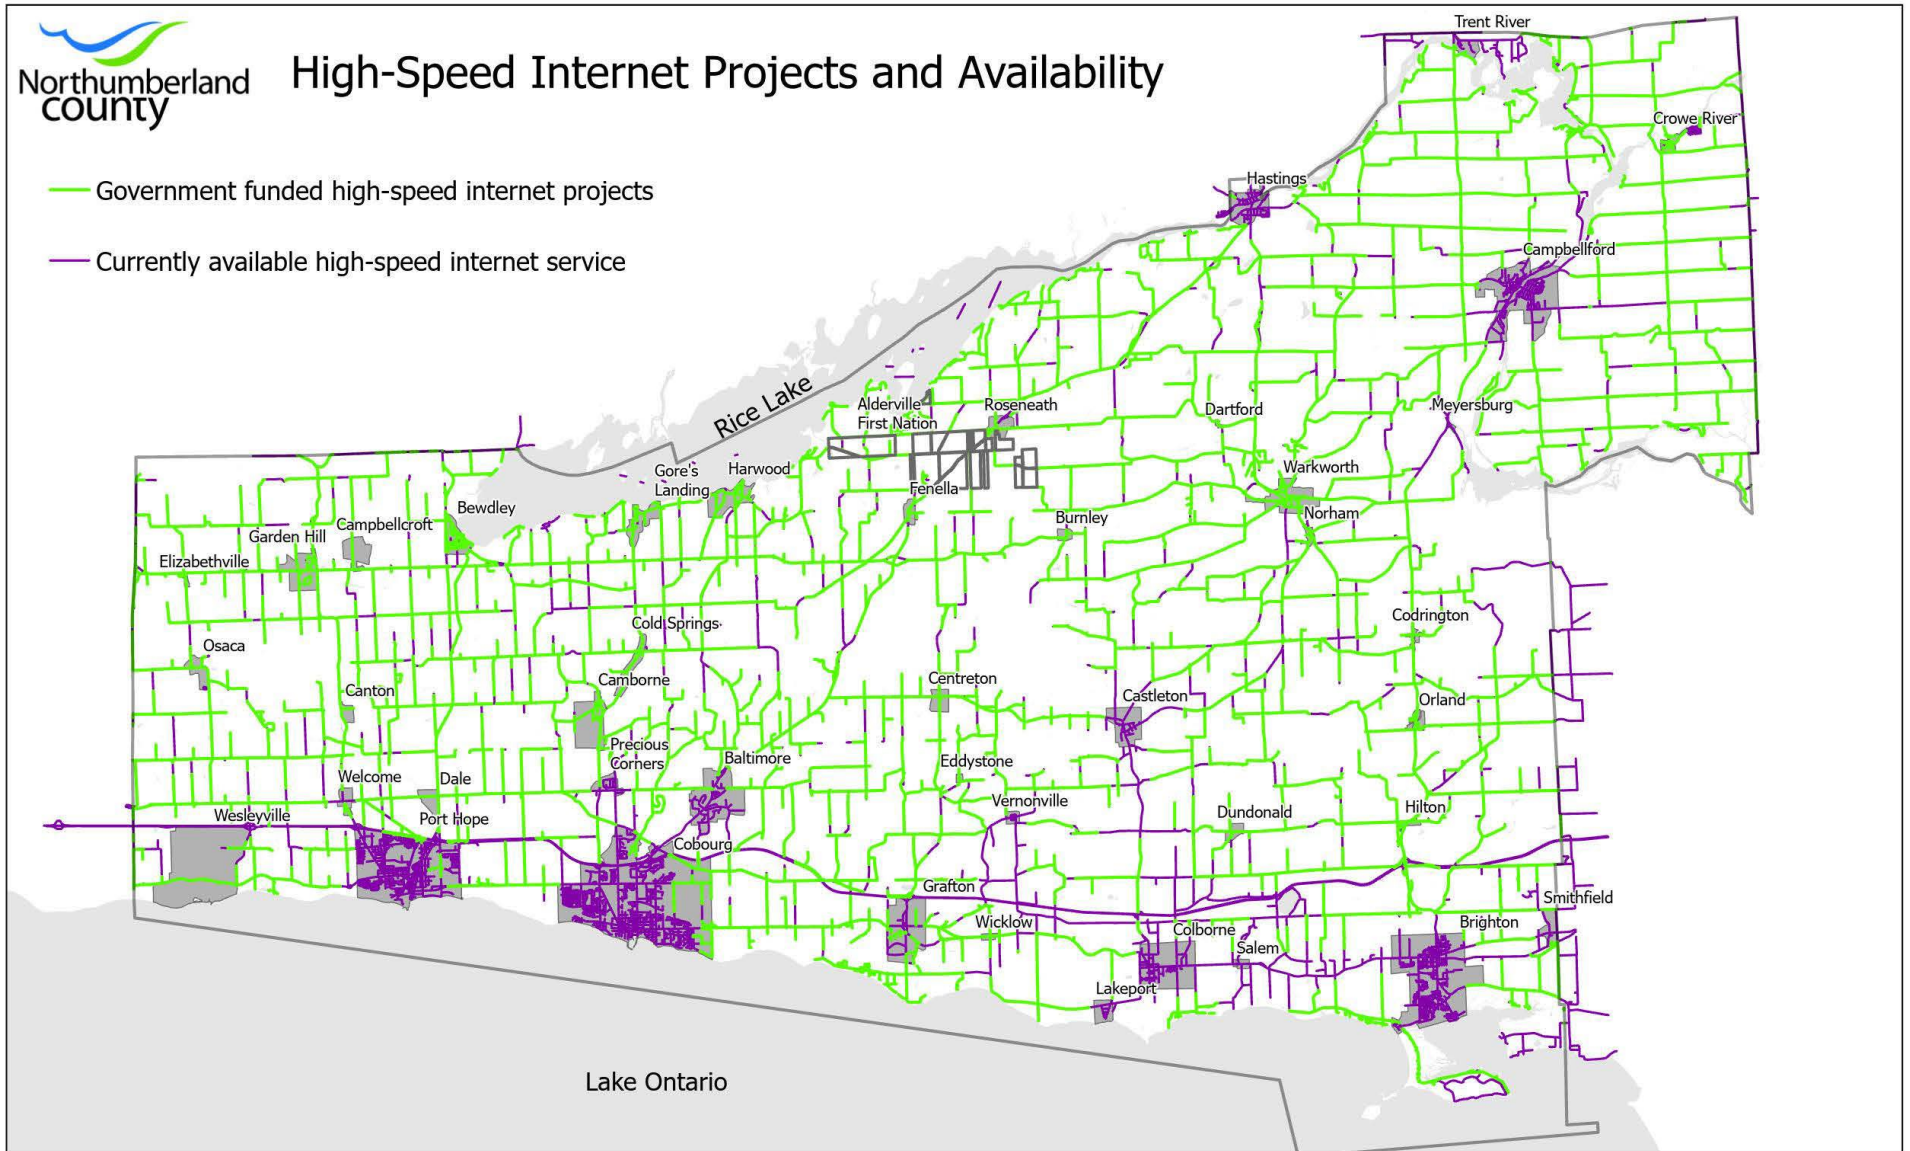 Northumberland
county
High-Speed Internet Projects and Availability
Government funded high-speed internet projects
Currently available high-speed internet service
Trent River
Crowe River
Hastings
Campbellford
Rice Lake
Alderville
First Nation
Roseneath
Dartford
Meyersburg
Gore's
Landing
Harwood
Fenella
Warkworth
Bewdley
Norham
Burnley
Campbellcroft
Garden Hill
Elizabethville
Codrington
Cold Springs
Osaca
Camborne
Canton
Centreton
Castleton
Orland
Precious
Corners
Baltimore
Eddystone
Welcome
Dale
Vernonville
Dundonald
Hilton
Wesleyville
Port Hope
Cobourg
Grafton
Smithfield
Wicklow
Colborne
Brighton
Salem
Lakeport
Lake Ontario